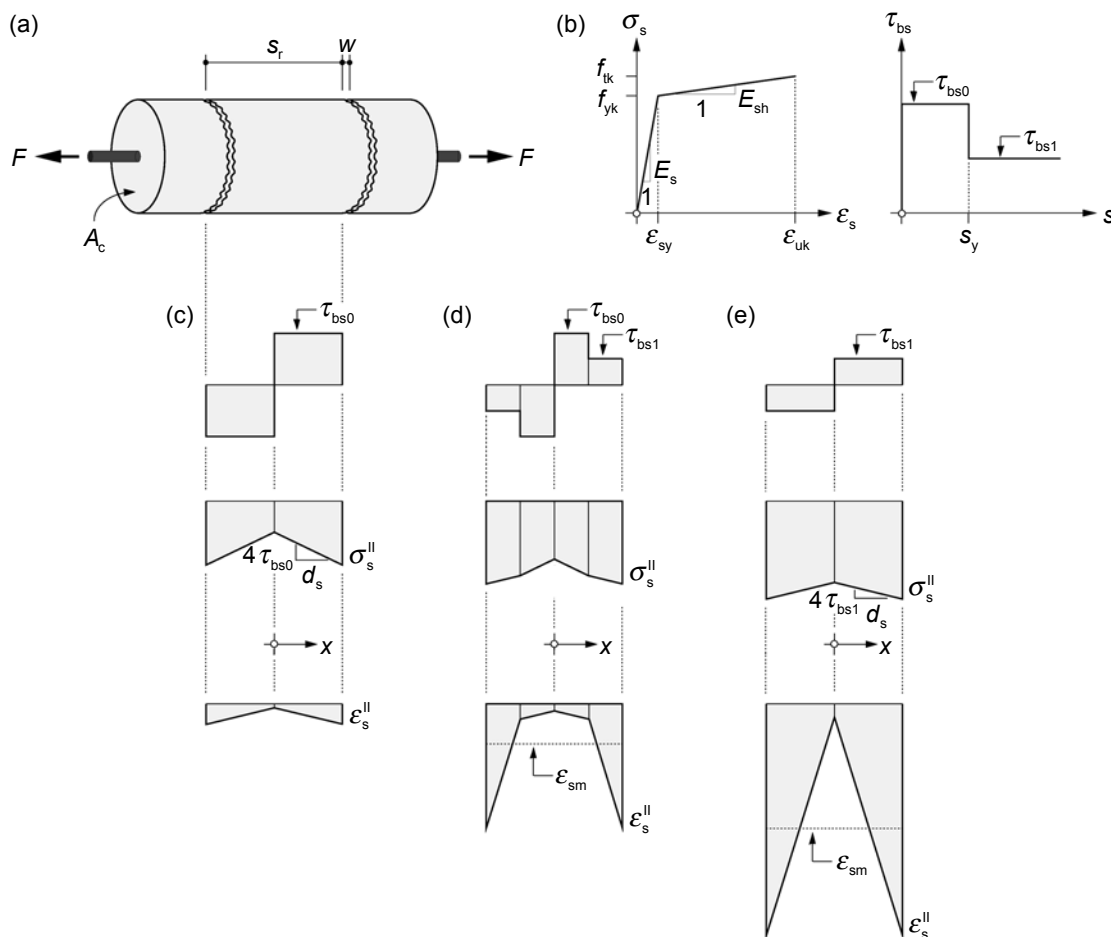 (a)
s_r
w
F
F
A_c
(b)
σ_s
f_tk
f_yk
1
E_sh
E_s
1
ε_s
ε_sy
ε_uk
τ_bs
τ_bs0
τ_bs1
s
s_y
(c)
τ_bs0
4 τ_bs0
d_s
σ_s^II
x
ε_s^II
(d)
τ_bs0
τ_bs1
σ_s^II
x
ε_sm
ε_s^II
(e)
τ_bs1
4 τ_bs1
d_s
σ_s^II
x
ε_sm
ε_s^II